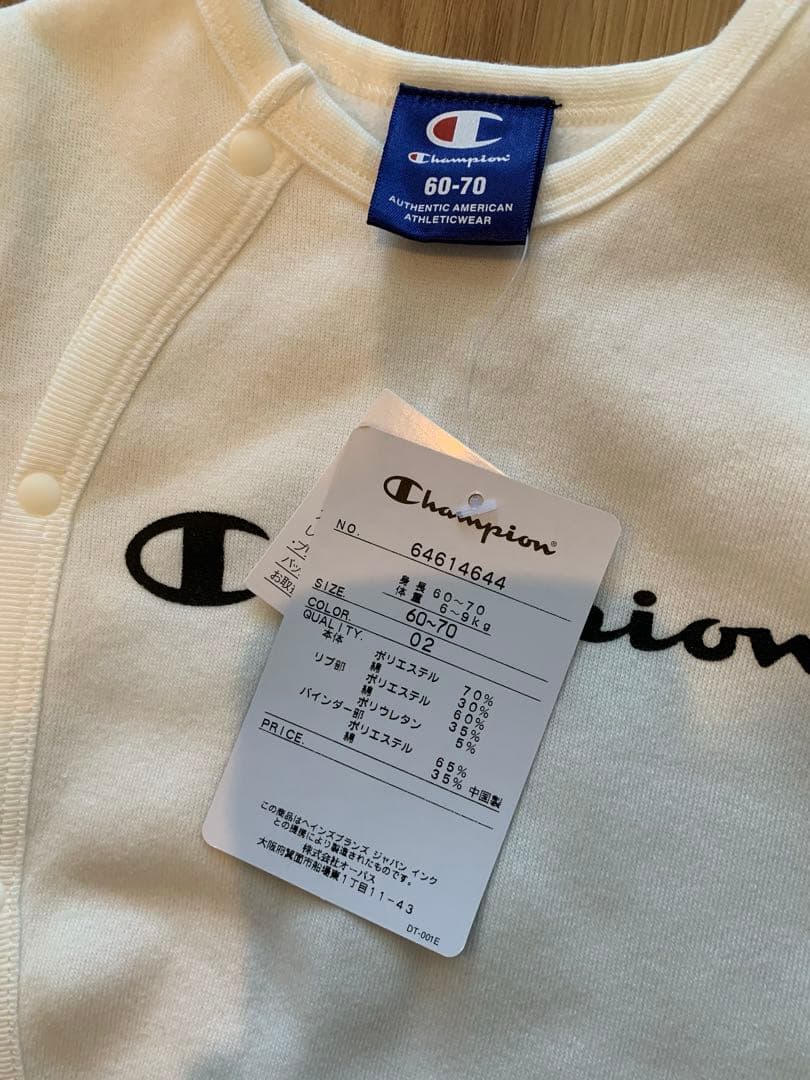 Champion
60-70
AUTHENTIC AMERICAN
ATHLETICWEAR
Champion
NO. 64614644
身長 60～70
体重 6～9kg
SIZE. 60~70
COLOR. 02
QUALITY.
本体 ポリエステル 70%
綿 30%
リブ部 ポリエステル 60%
綿 35%
ポリウレタン 5%
バインダー部
ポリエステル 65%
綿 35%
中国製
PRICE.
この商品はヘインズブランズ ジャパン インク
との提携により製造されたものです。
株式会社オーパス
大阪府箕面市船場東1丁目11-43
DT-001E
お取
pion